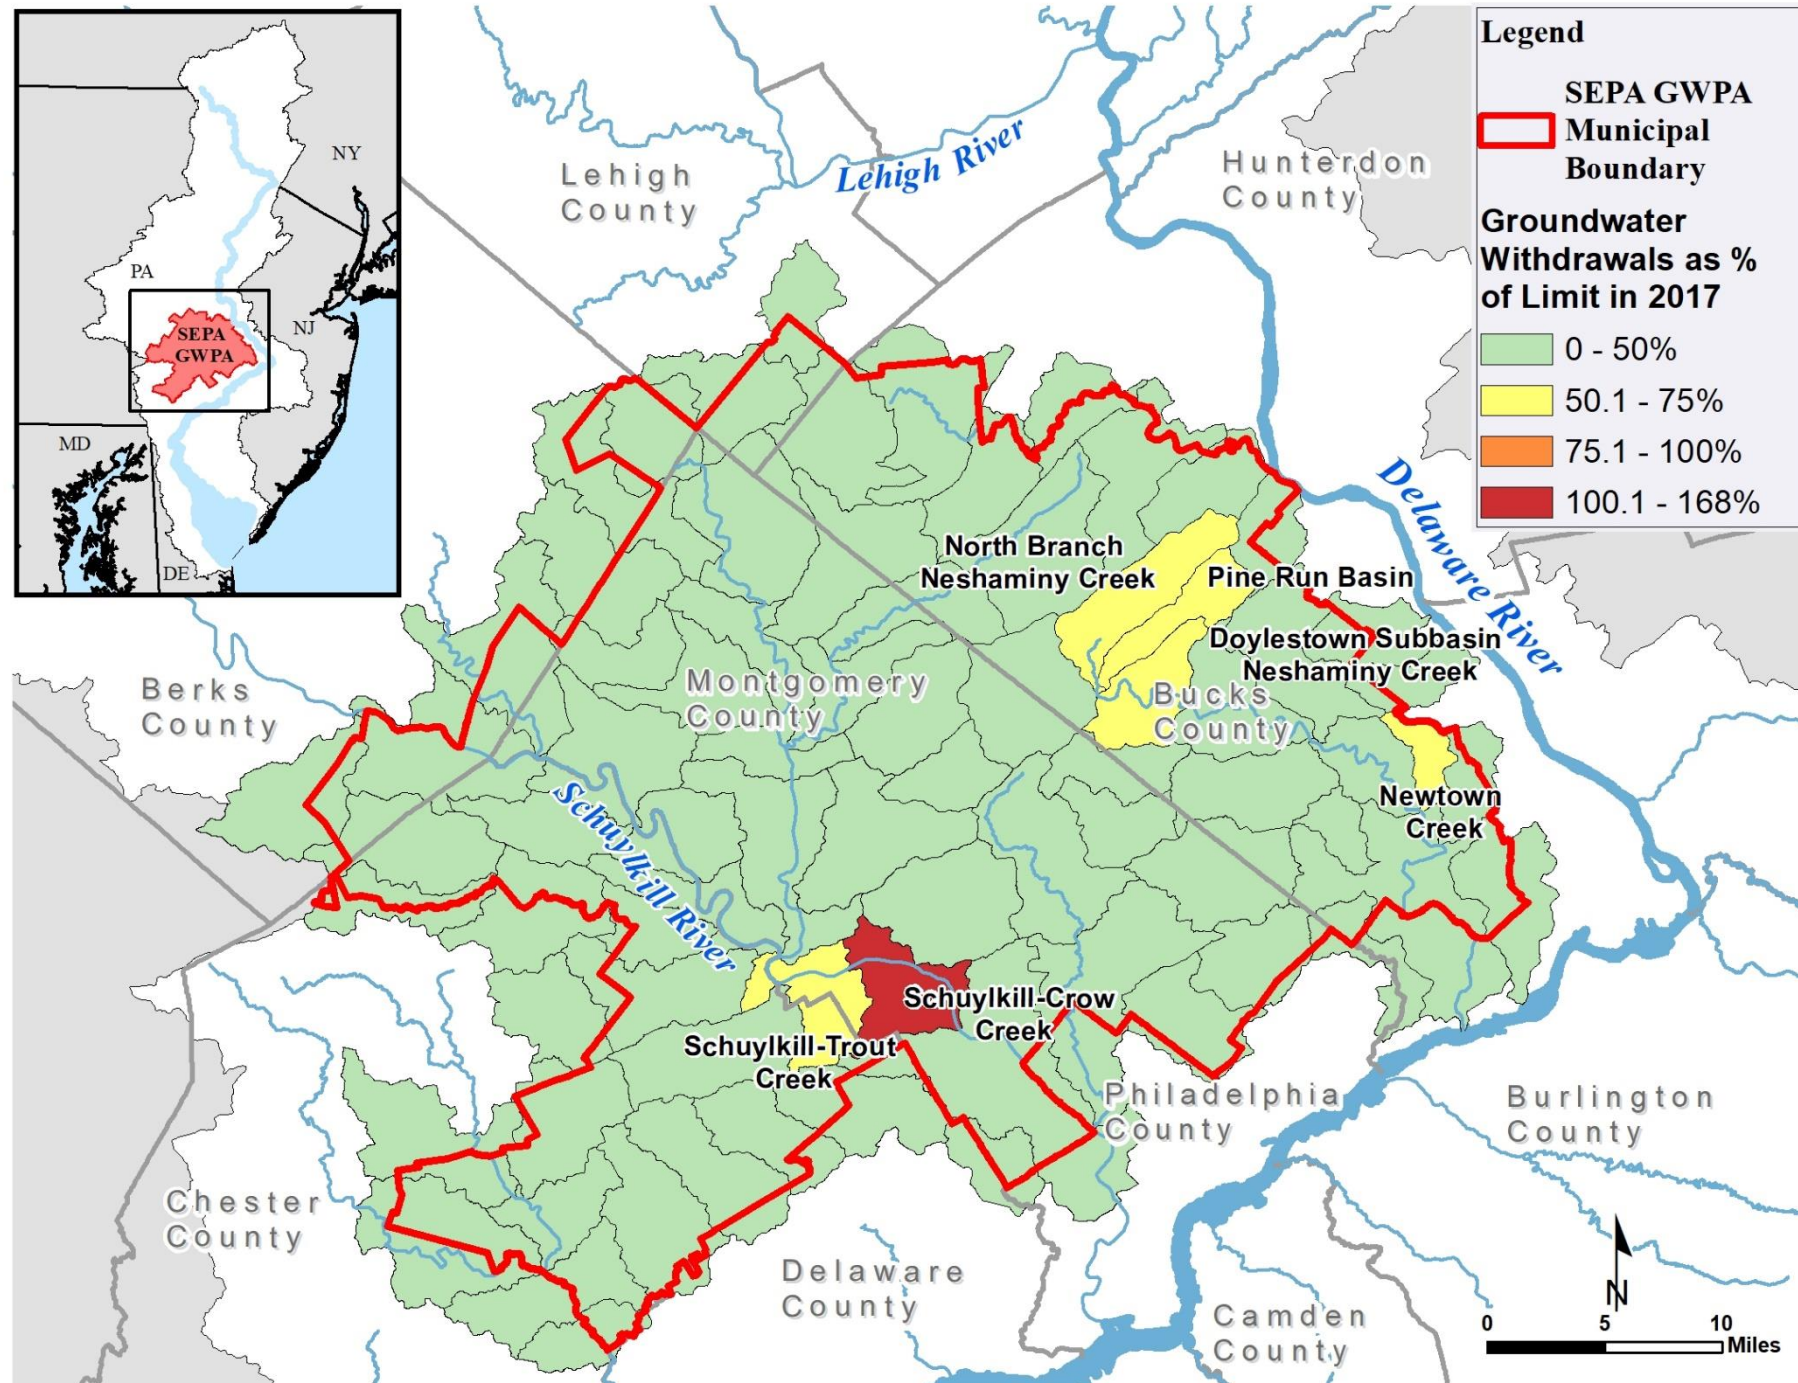 NY
PA
NJ
SEPA
GWPA
MD
DE
Legend
SEPA GWPA
Municipal
Boundary
Groundwater
Withdrawals as %
of Limit in 2017
0 - 50%
50.1 - 75%
75.1 - 100%
100.1 - 168%
Lehigh
County
Lehigh River
Hunterdon
County
Delaware River
North Branch
Neshaminy Creek
Pine Run Basin
Doylestown Subbasin
Neshaminy Creek
Berks
County
Montgomery
County
Bucks
County
Newtown
Creek
Schuylkill River
Schuylkill-Crow
Creek
Schuylkill-Trout
Creek
Philadelphia
County
Burlington
County
Chester
County
Delaware
County
Camden
County
N
0 5 10
Miles